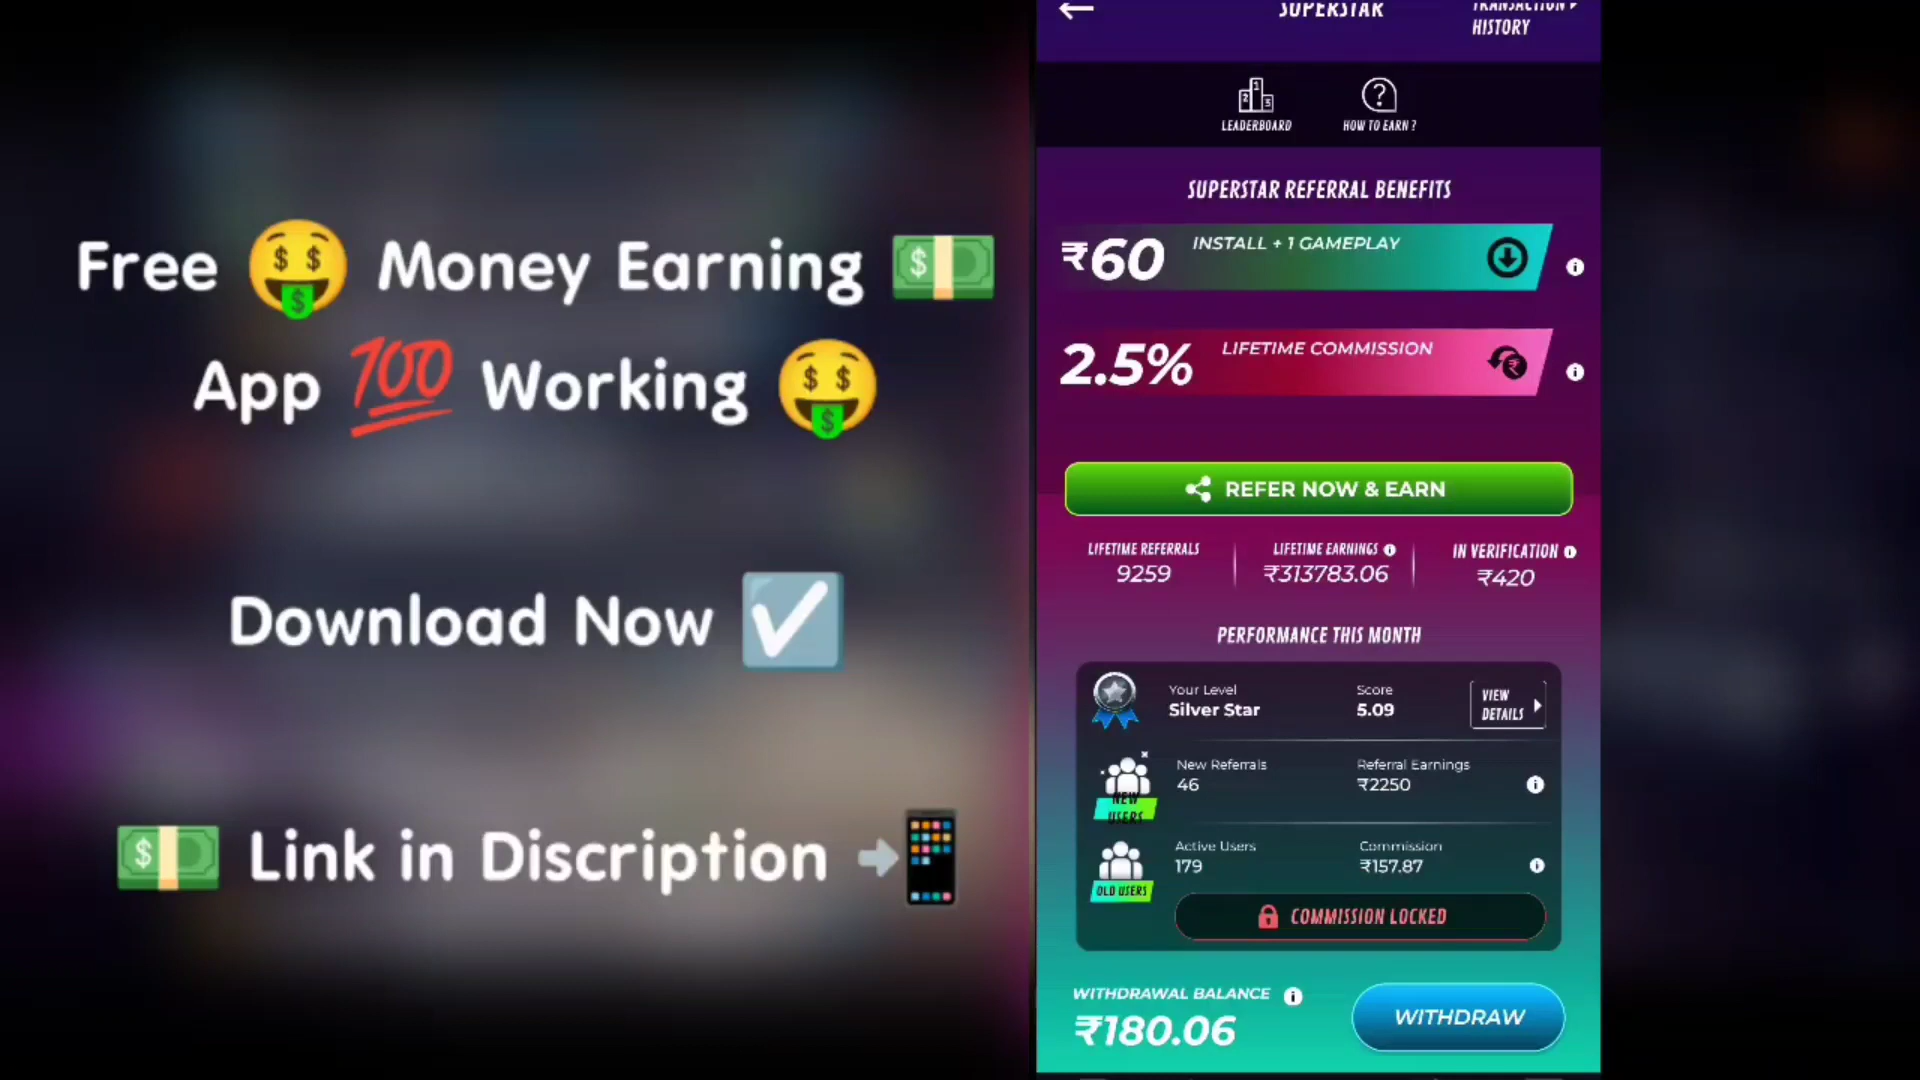 Free 🤑 Money Earning 💵
App 💯 Working 🤑
Download Now ☑
💵 Link in Discription 📲
SUPERSTAR
TRANSACTION
HISTORY
LEADERBOARD
HOW TO EARN ?
SUPERSTAR REFERRAL BENEFITS
₹60 INSTALL + 1 GAMEPLAY
2.5% LIFETIME COMMISSION
REFER NOW & EARN
LIFETIME REFERRALS
9259
LIFETIME EARNINGS
₹313783.06
IN VERIFICATION
₹420
PERFORMANCE THIS MONTH
Your Level
Silver Star
Score
5.09
VIEW
DETAILS
NEW
USERS
New Referrals
46
Referral Earnings
₹2250
OLD USERS
Active Users
179
Commission
₹157.87
COMMISSION LOCKED
WITHDRAWAL BALANCE
₹180.06
WITHDRAW